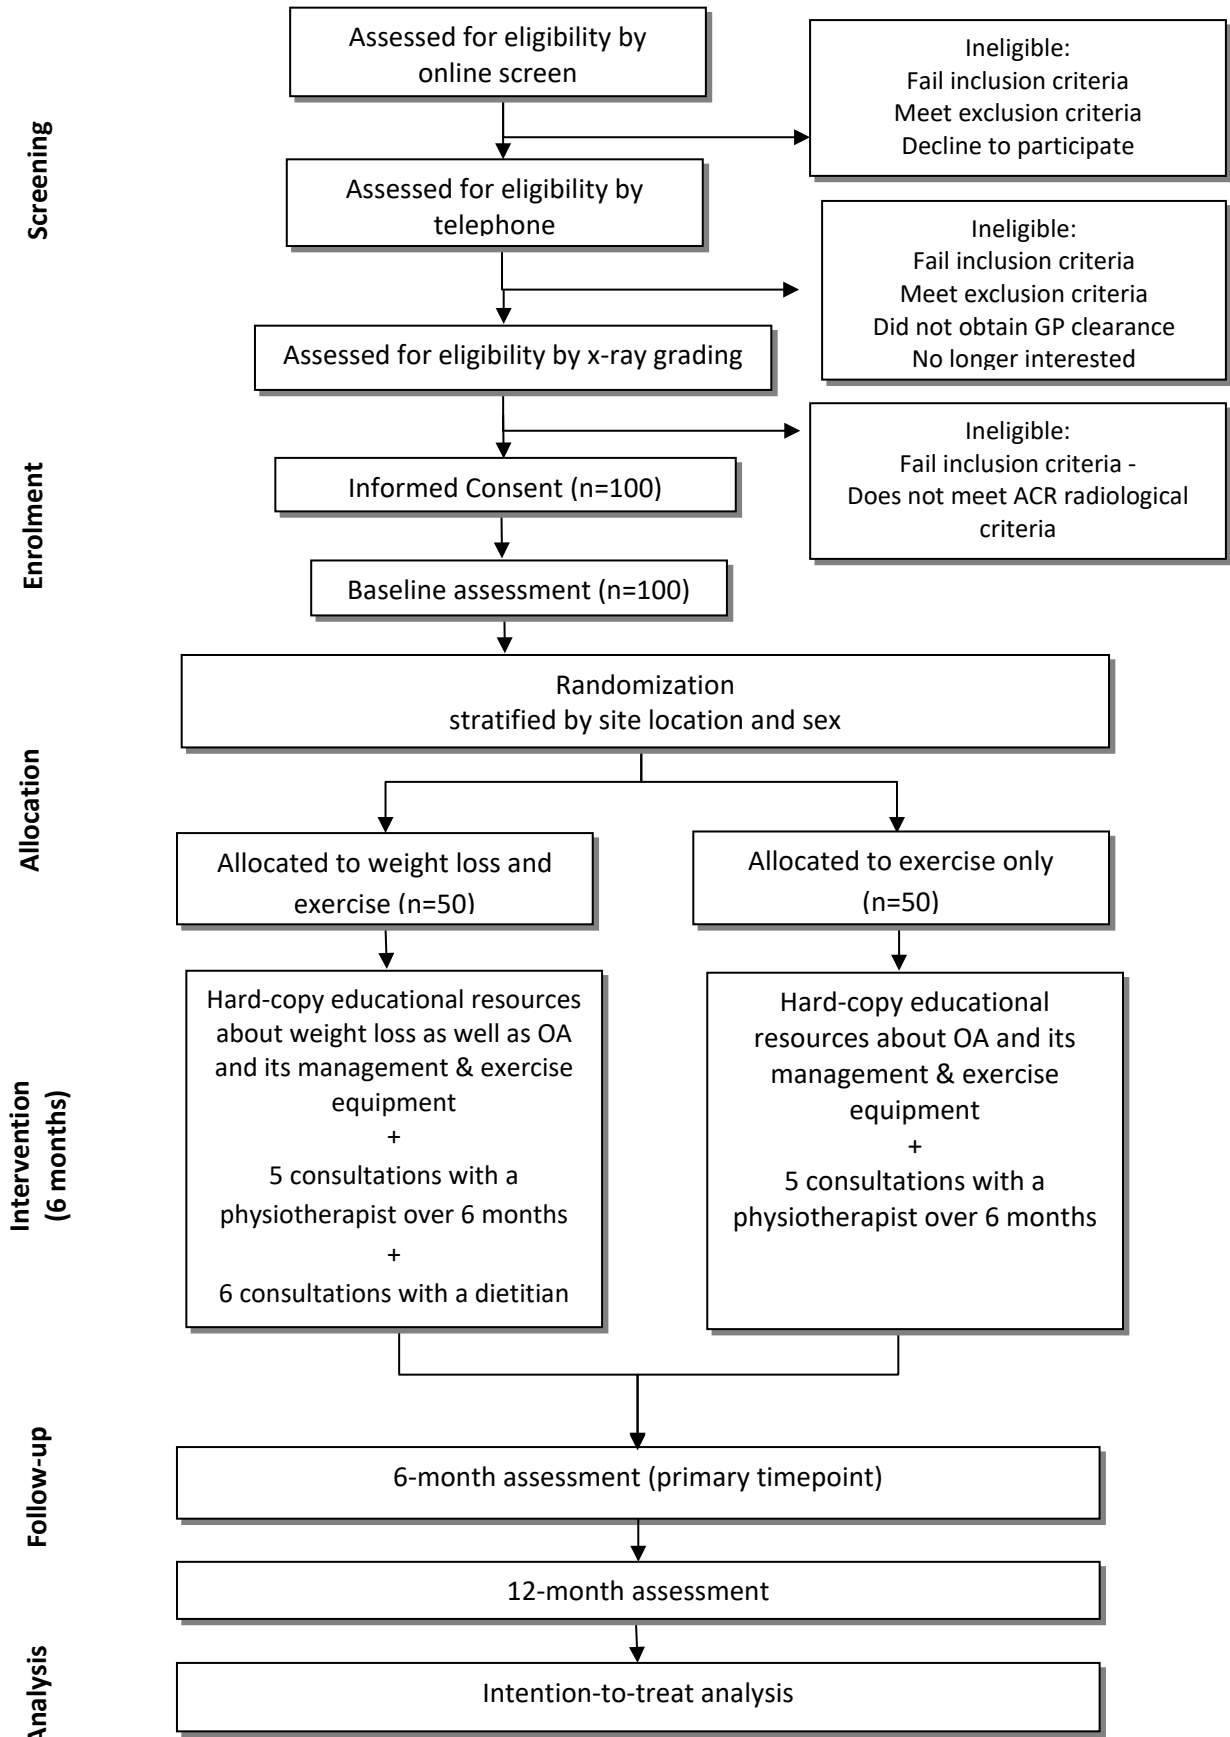 Screening
Assessed for eligibility by
online screen
Ineligible:
Fail inclusion criteria
Meet exclusion criteria
Decline to participate
Assessed for eligibility by
telephone
Ineligible:
Fail inclusion criteria
Meet exclusion criteria
Did not obtain GP clearance
No longer interested
Assessed for eligibility by x-ray grading
Ineligible:
Fail inclusion criteria -
Does not meet ACR radiological
criteria
Enrolment
Informed Consent (n=100)
Baseline assessment (n=100)
Allocation
Randomization
stratified by site location and sex
Allocated to weight loss and
exercise (n=50)
Allocated to exercise only
(n=50)
Intervention
(6 months)
Hard-copy educational resources
about weight loss as well as OA
and its management & exercise
equipment
+
5 consultations with a
physiotherapist over 6 months
+
6 consultations with a dietitian
Hard-copy educational
resources about OA and its
management & exercise
equipment
+
5 consultations with a
physiotherapist over 6 months
Follow-up
6-month assessment (primary timepoint)
12-month assessment
Analysis
Intention-to-treat analysis